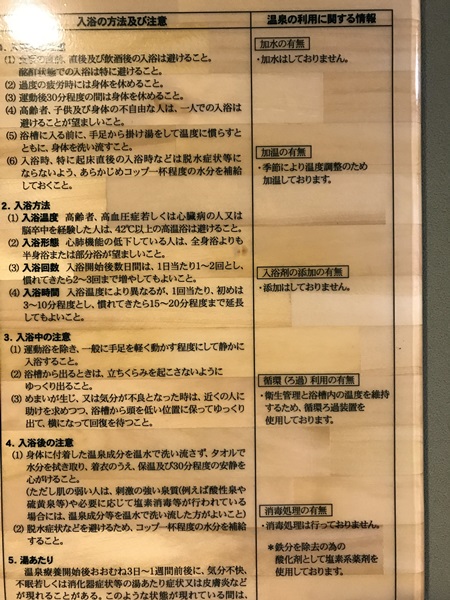 入浴の方法及び注意
(1) 食事の直前、直後及び飲酒後の入浴は避けること。
酩酊状態での入浴は特に避けること。
(2) 過度の疲労時には身体を休めること。
(3) 運動後30分程度の間は身体を休めること。
(4) 高齢者、子供及び身体の不自由な人は、一人での入浴は
避けることが望ましいこと。
(5) 浴槽に入る前に、手足から掛け湯をして温度に慣らすと
ともに、身体を洗い流すこと。
(6) 入浴時、特に起床直後の入浴時などは脱水症状等に
ならないよう、あらかじめコップ一杯程度の水分を補給
しておくこと。
2. 入浴方法
(1) 入浴温度 高齢者、高血圧症若しくは心臓病の人又は
脳卒中を経験した人は、42℃以上の高温浴は避けること。
(2) 入浴形態 心肺機能の低下している人は、全身浴よりも
半身浴又は部分浴が望ましいこと。
(3) 入浴回数 入浴開始後数日間は、1日当たり1～2回とし、
慣れてきたら2～3回まで増やしてもよいこと。
(4) 入浴時間 入浴温度により異なるが、1回当たり、初めは
3～10分程度とし、慣れてきたら15～20分程度まで延長
してもよいこと。
3. 入浴中の注意
(1) 運動浴を除き、一般に手足を軽く動かす程度にして静かに
入浴すること。
(2) 浴槽から出るときは、立ちくらみを起こさないように
ゆっくり出ること。
(3) めまいが生じ、又は気分が不良となった時は、近くの人に
助けを求めつつ、浴槽から頭を低い位置に保ってゆっくり
出て、横になって回復を待つこと。
4. 入浴後の注意
(1) 身体に付着した温泉成分を温水で洗い流さず、タオルで
水分を拭き取り、着衣のうえ、保温及び30分程度の安静を
心がけること。
(ただし肌の弱い人は、刺激の強い泉質(例えば酸性泉や
硫黄泉等)や必要に応じて塩素消毒等が行われている
場合には、温泉成分等を温水で洗い流した方がよいこと)
(2) 脱水症状などを避けるため、コップ一杯程度の水分を補給
すること。
5. 湯あたり
温泉療養開始後おおむね3日～1週間前後に、気分不快、
不眠若しくは消化器症状等の湯あたり症状又は皮膚炎など
が現れることがある。このような状態が現れている間は、
温泉の利用に関する情報
加水の有無
・加水はしておりません。
加温の有無
・季節により温度調整のため
加温しております。
入浴剤の添加の有無
・添加はしておりません。
循環(ろ過)利用の有無
・衛生管理と浴槽内の温度を維持
するため、循環ろ過装置を
使用しております。
消毒処理の有無
・消毒処理は行っておりません。
*鉄分を除去の為の
酸化剤として塩素系薬剤を
使用しております。